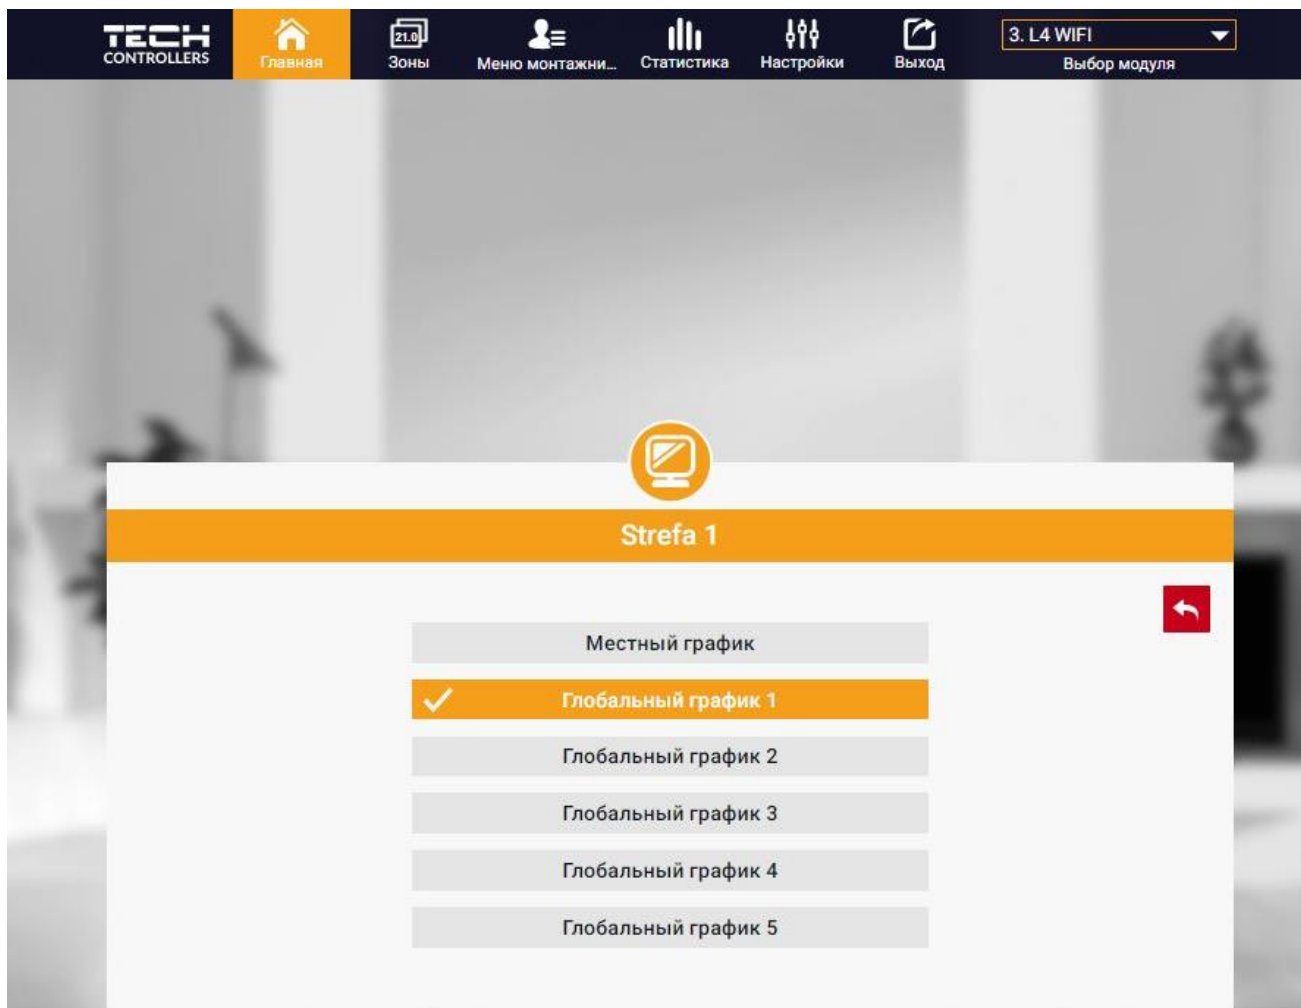 TECH
CONTROLLERS
Главная
21.0
Зоны
Меню монтажни...
Статистика
Настройки
Выход
3. L4 WIFI
Выбор модуля
Strefa 1
Местный график
Глобальный график 1
Глобальный график 2
Глобальный график 3
Глобальный график 4
Глобальный график 5